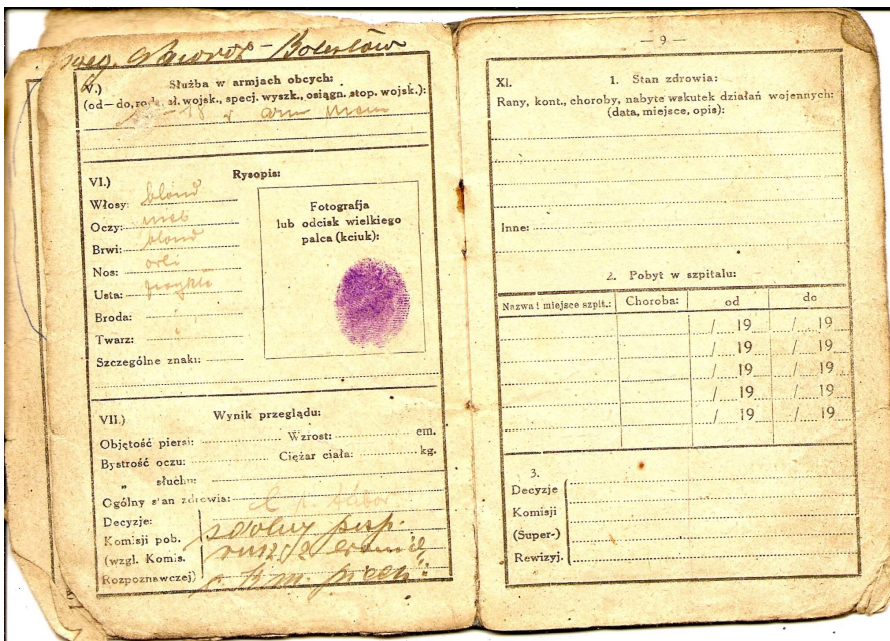 V.) Służba w armjach obcych:
(od—do, rodz. sł. wojsk., specj. wyszk., osiągn. stop. wojsk.):
VI.) Rysopis:
Włosy: blond
Oczy:
Brwi: blond
Nos: orli
Usta:
Broda:
Twarz:
Szczególne znaki:
Fotografja
lub odcisk wielkiego
palca (kciuk):
VII.) Wynik przeglądu:
Objętość piersi: Wzrost: cm.
Bystrość oczu: Ciężar ciała: kg.
„ słuchu:
Ogólny stan zdrowia:
Decyzje:
Komisji pob. zdolny
(wzgl. Komis.
Rozpoznawczej)
— 9 —
XI. 1. Stan zdrowia:
Rany, kont., choroby, nabyte wskutek działań wojennych:
(data, miejsce, opis):
Inne:
2. Pobyt w szpitalu:
Nazwa i miejsce szpit.: Choroba: od do
/ 19 / 19
/ 19 / 19
/ 19 / 19
/ 19 / 19
/ 19 / 19
3.
Decyzje
Komisji
(Super-)
Rewizyj.